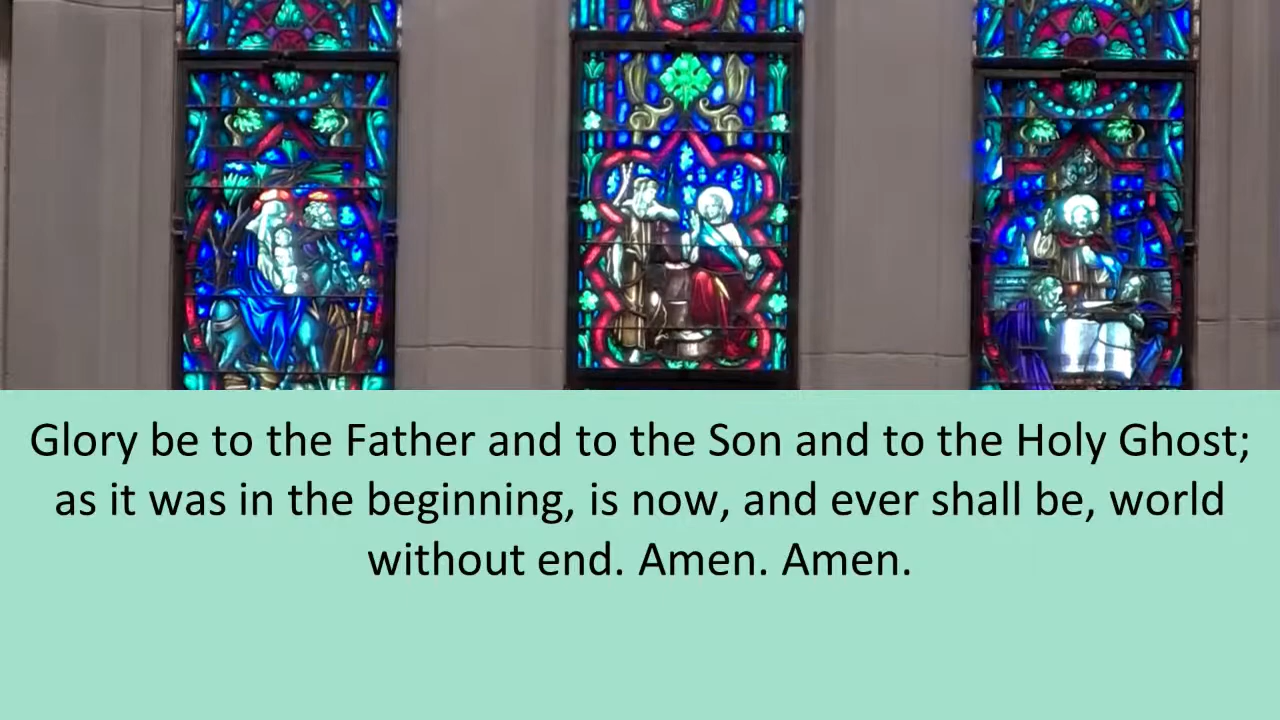 Glory be to the Father and to the Son and to the Holy Ghost;
as it was in the beginning, is now, and ever shall be, world
without end. Amen. Amen.